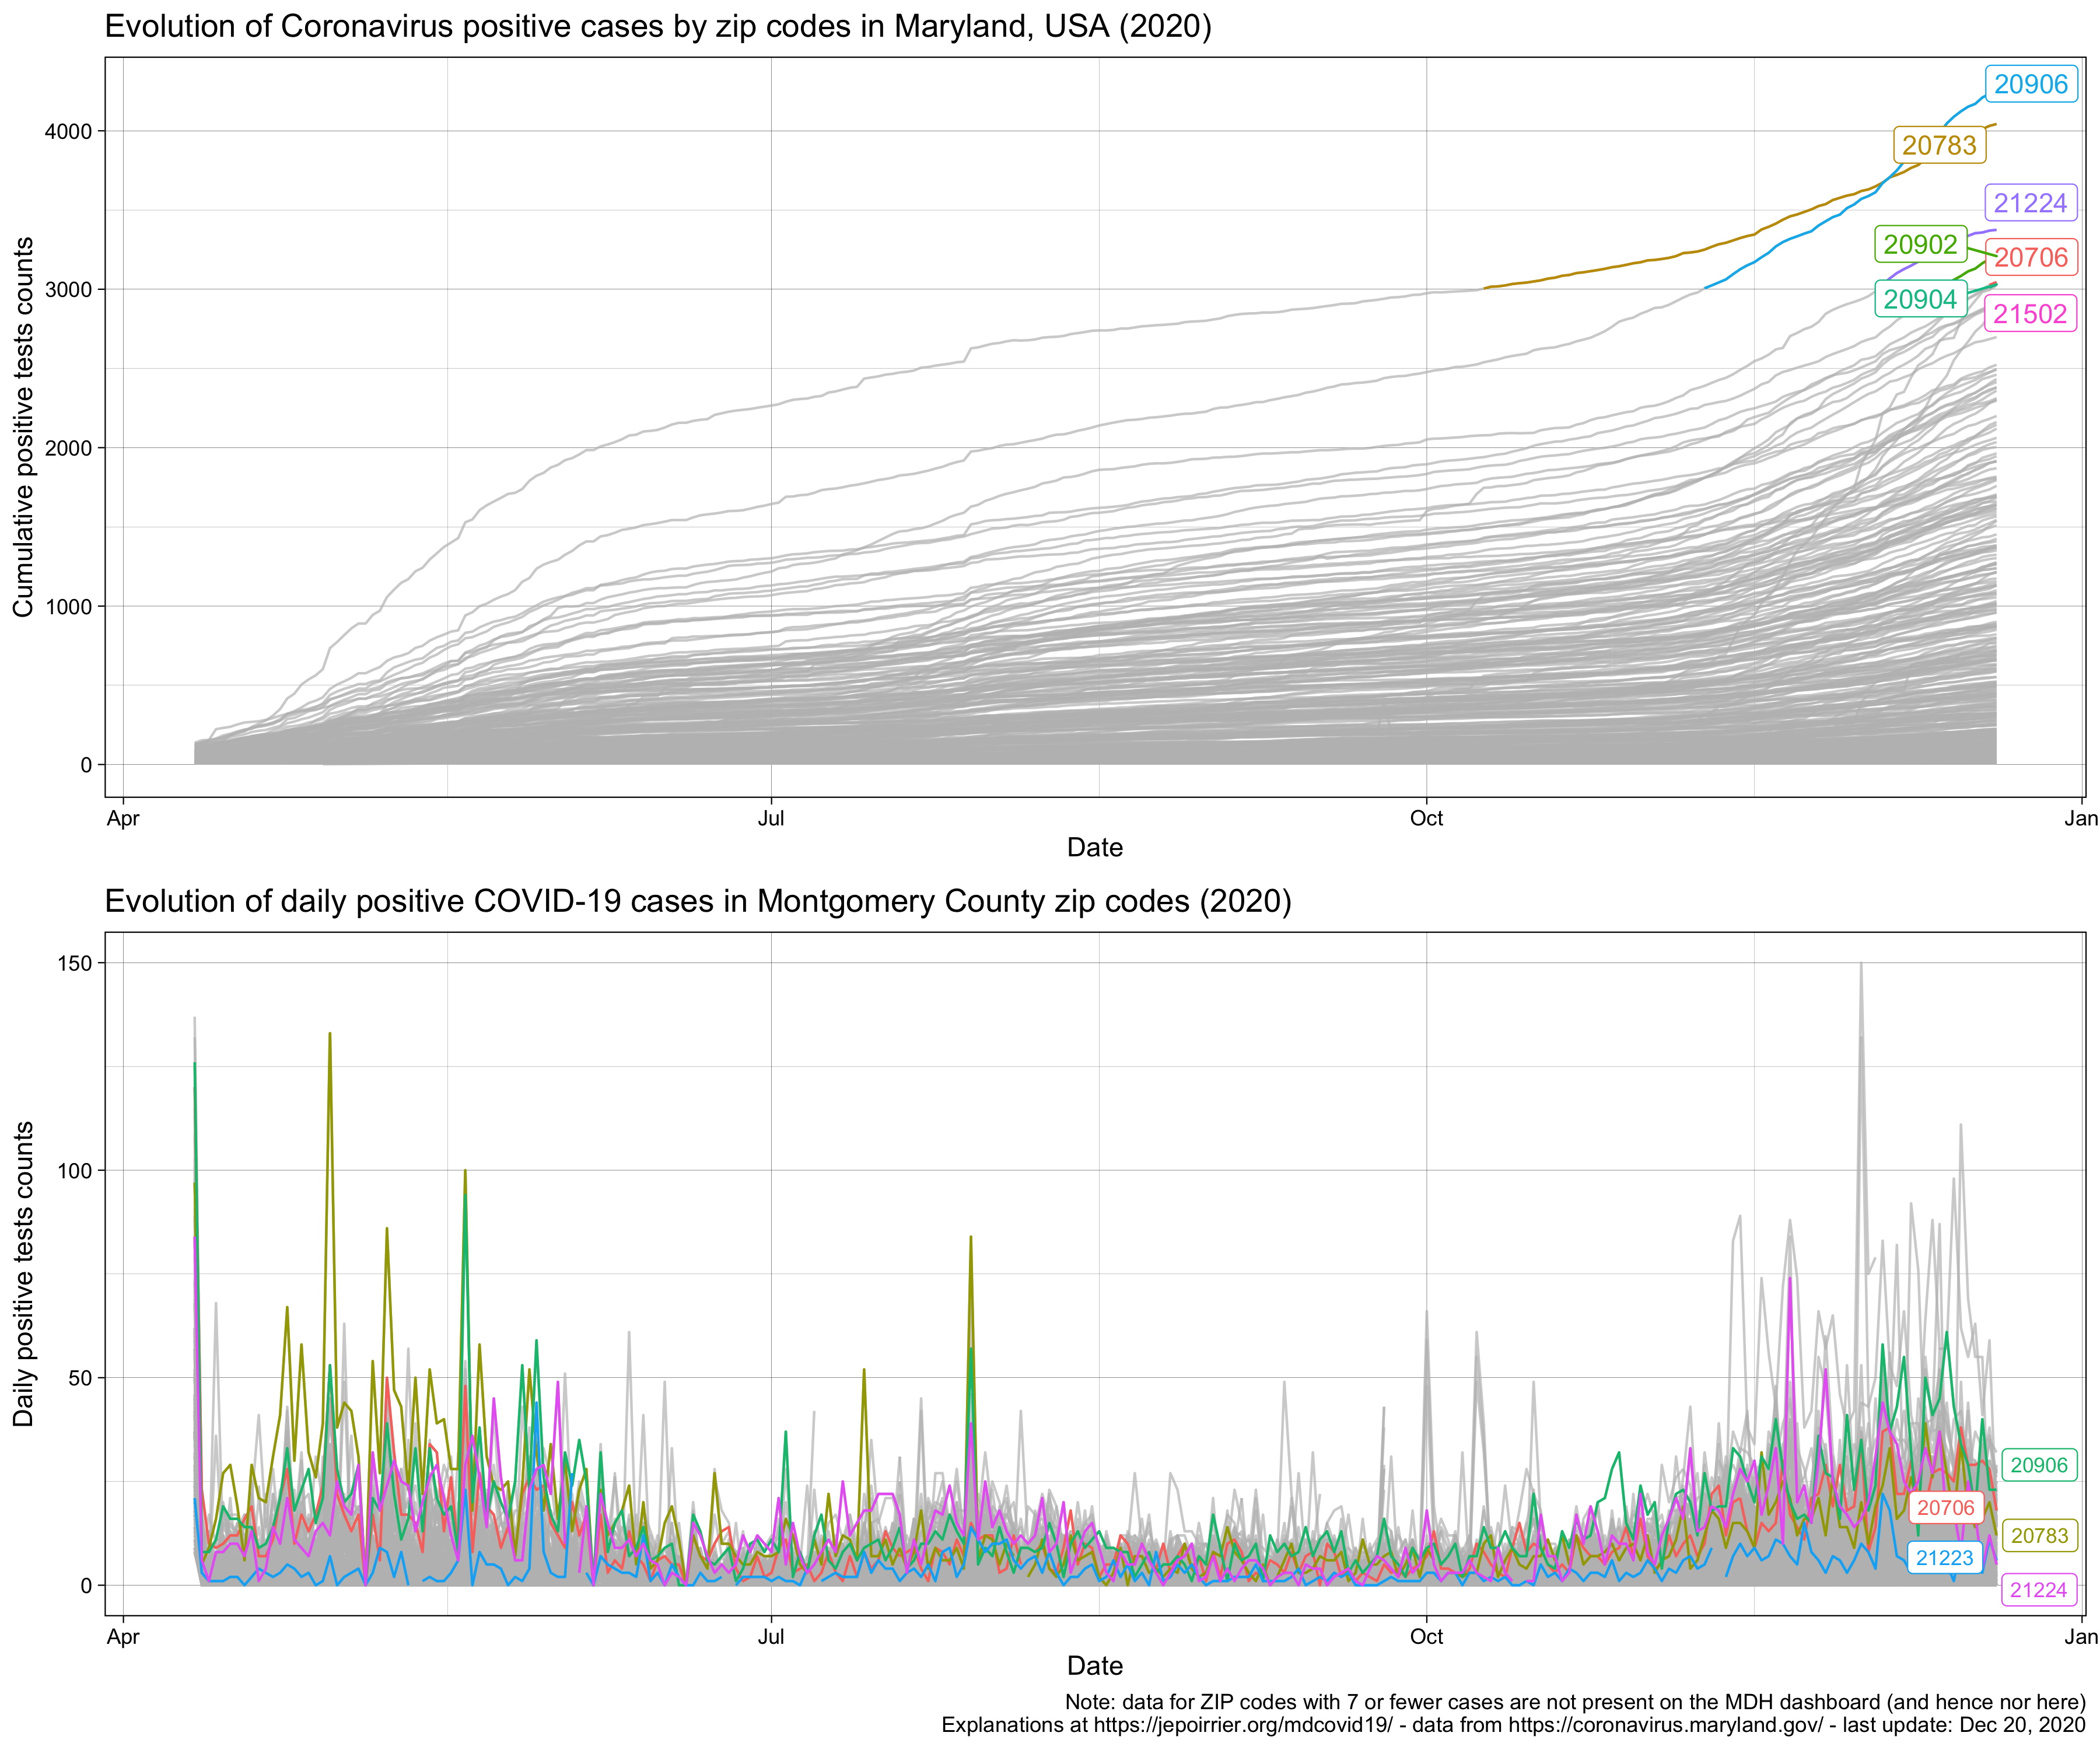 Evolution of Coronavirus positive cases by zip codes in Maryland, USA (2020)
20906
4000
20783
21224
20902
20706
3000
20904
21502
2000
1000
0
Cumulative positive tests counts
Apr
Jul
Oct
Jan
Date
Evolution of daily positive COVID-19 cases in Montgomery County zip codes (2020)
150
100
50
0
Daily positive tests counts
20906
20706
20783
21223
21224
Apr
Jul
Oct
Jan
Date
Note: data for ZIP codes with 7 or fewer cases are not present on the MDH dashboard (and hence nor here)
Explanations at https://jepoirrier.org/mdcovid19/ - data from https://coronavirus.maryland.gov/ - last update: Dec 20, 2020